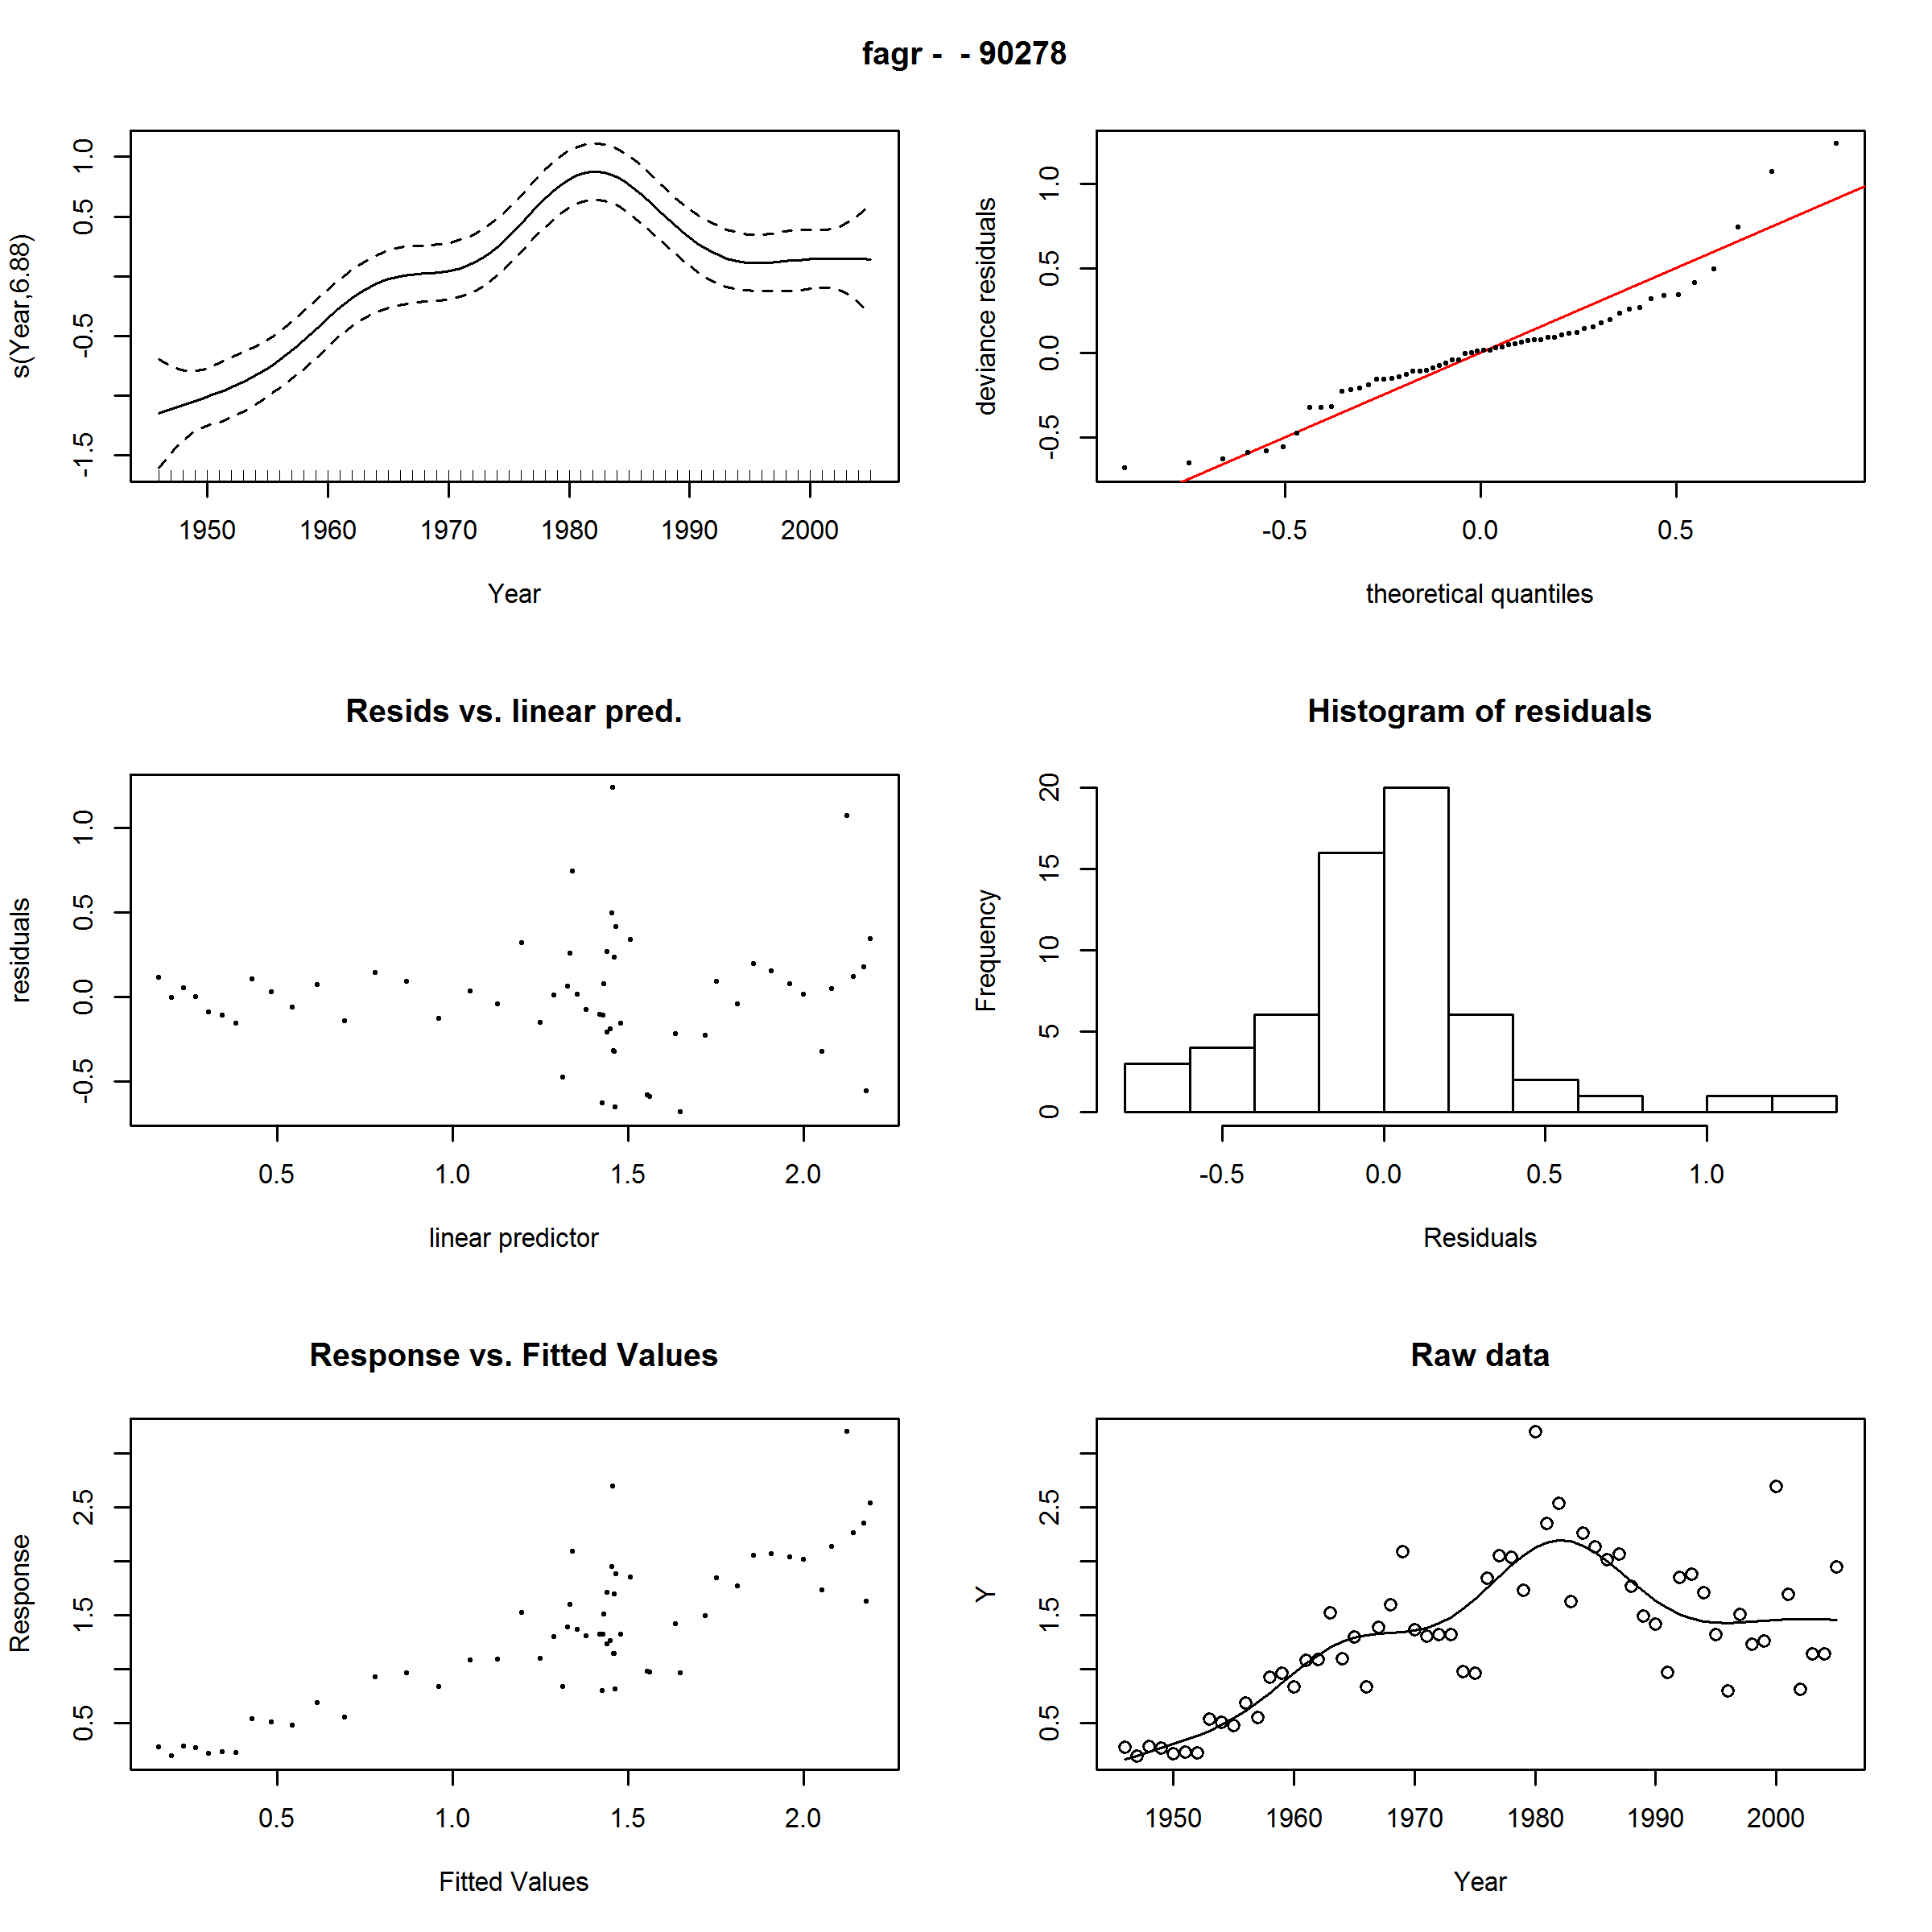 fagr -  - 90278
s(Year,6.88)
1.0
0.5
-0.5
-1.5
1950 1960 1970 1980 1990 2000
Year
deviance residuals
1.0
0.5
0.0
-0.5
-0.5 0.0 0.5
theoretical quantiles
Resids vs. linear pred.
residuals
1.0
0.5
0.0
-0.5
0.5 1.0 1.5 2.0
linear predictor
Histogram of residuals
Frequency
20
15
10
5
0
-0.5 0.0 0.5 1.0
Residuals
Response vs. Fitted Values
Response
2.5
1.5
0.5
0.5 1.0 1.5 2.0
Fitted Values
Raw data
Y
2.5
1.5
0.5
1950 1960 1970 1980 1990 2000
Year